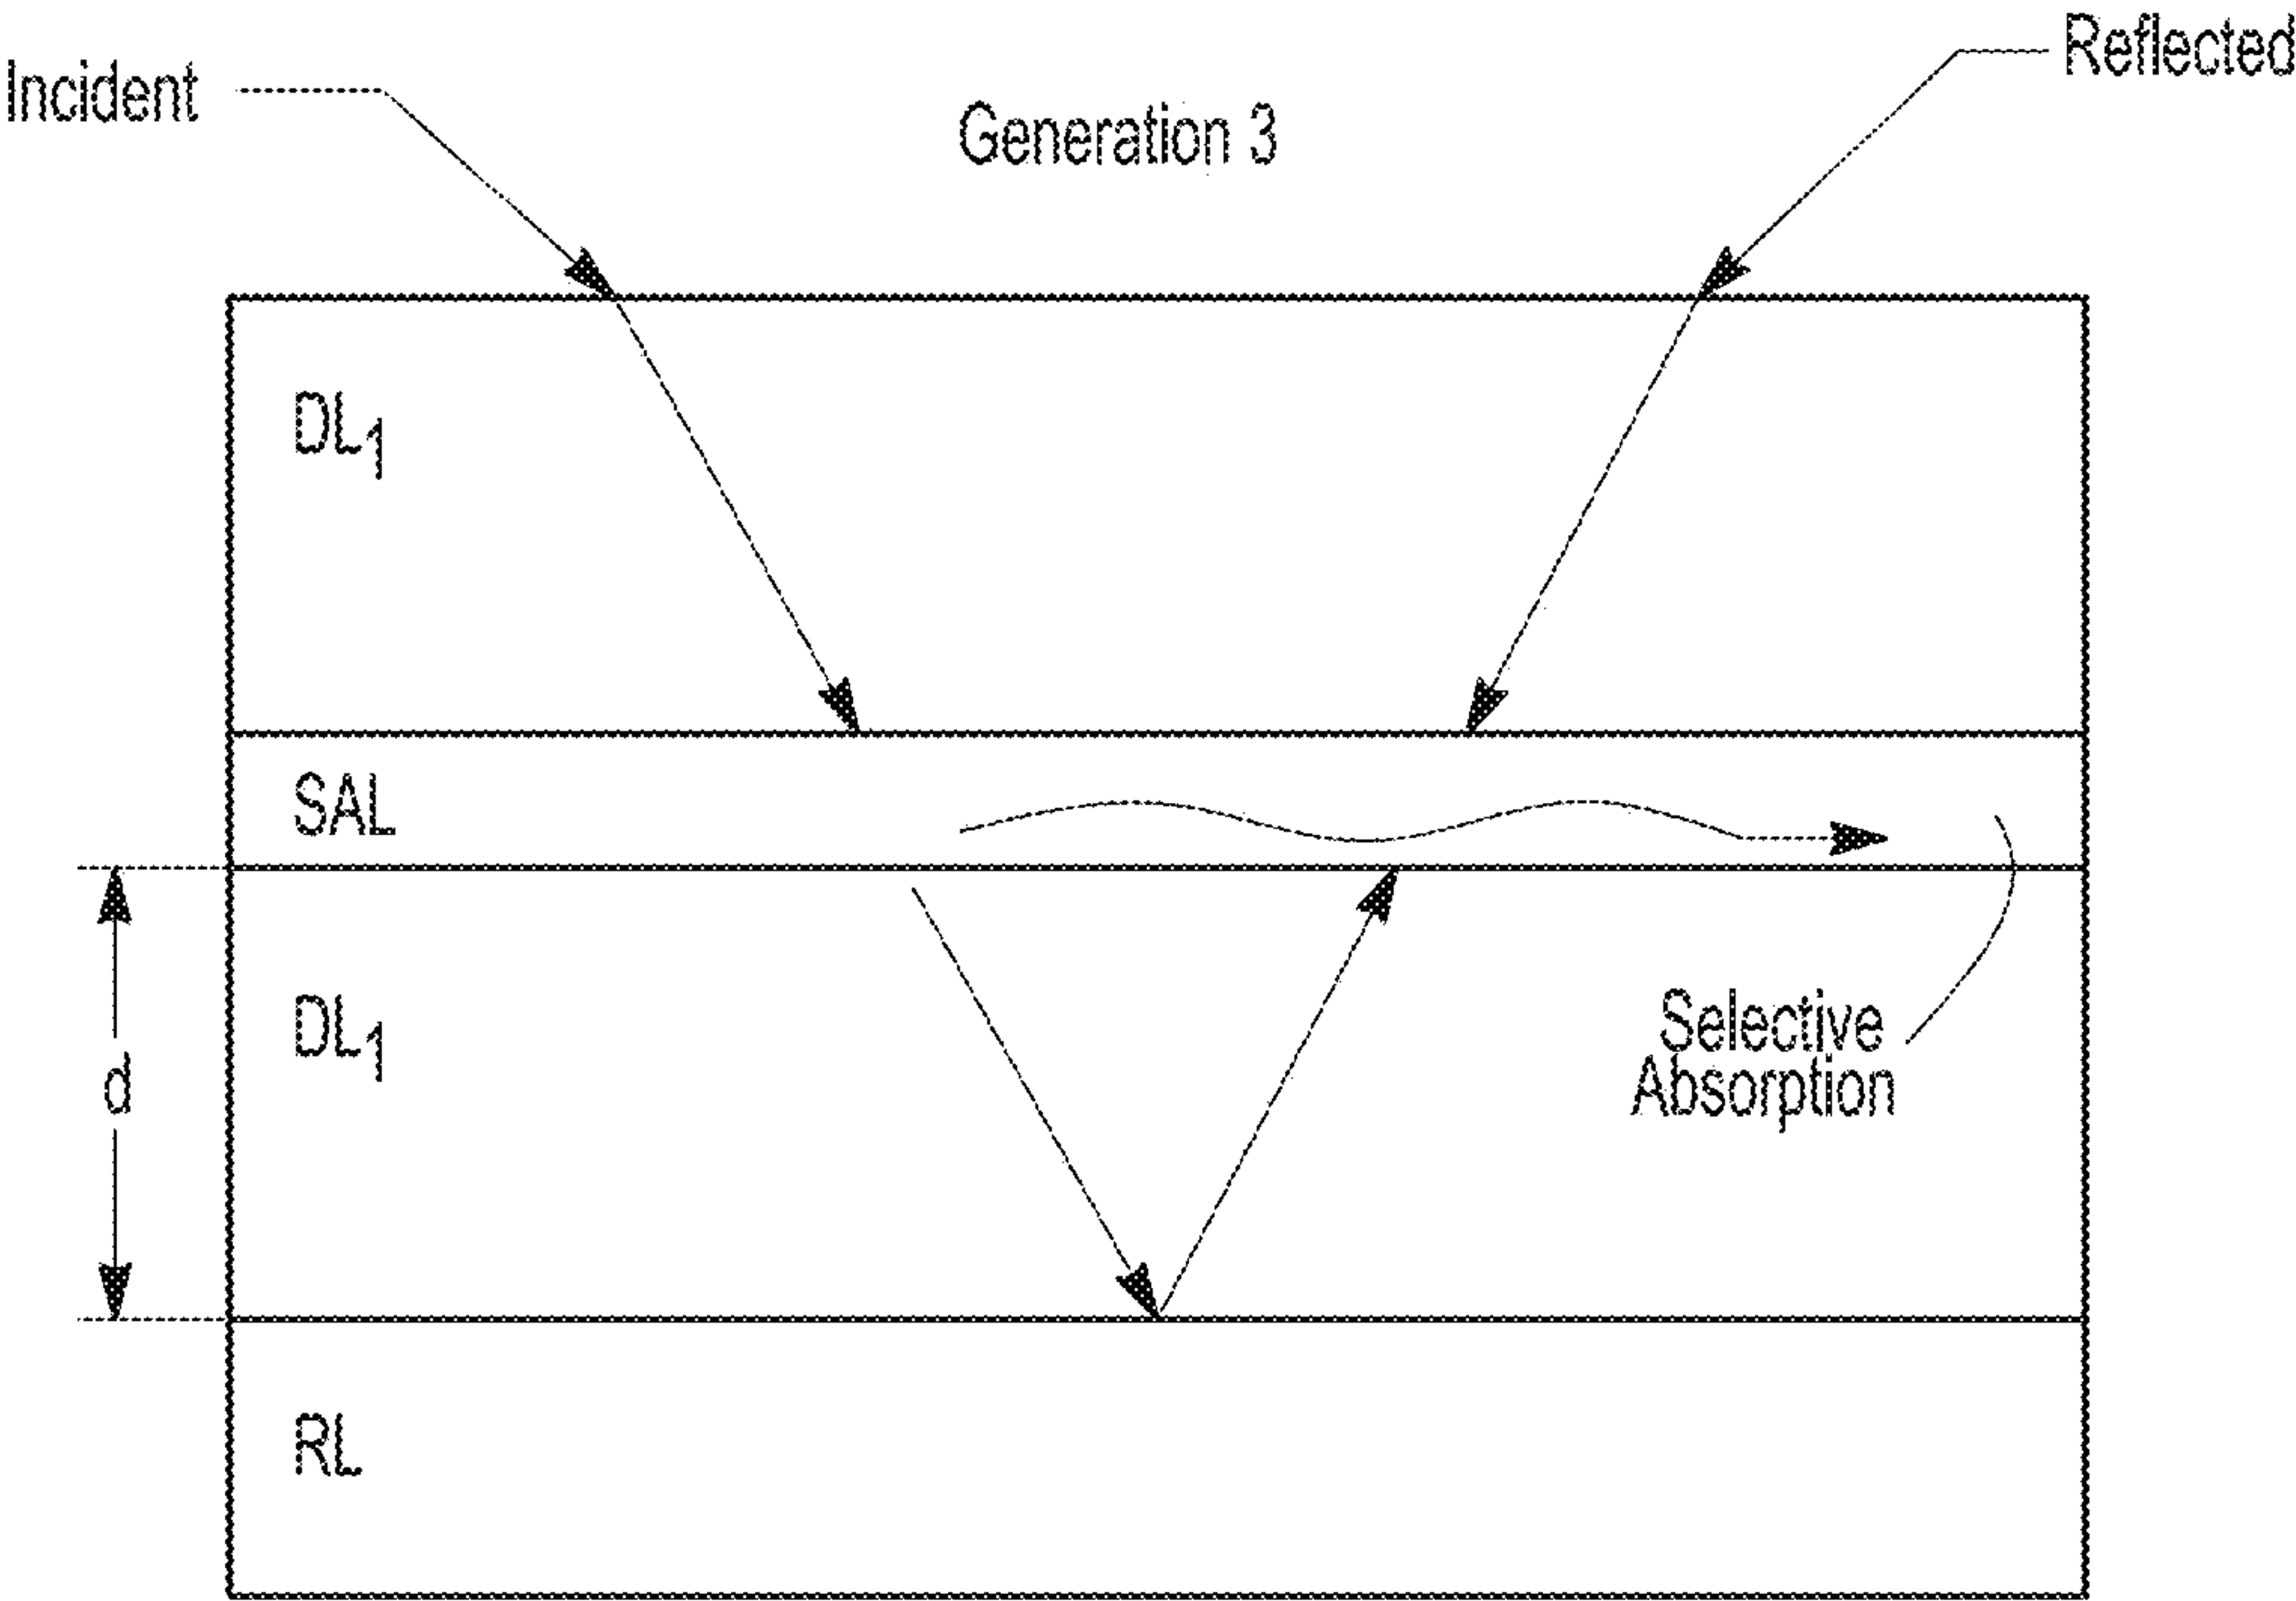 Reflected
Incident
Generation 3
DL1
SAL
DL1
Selective
Absorption
d
RL